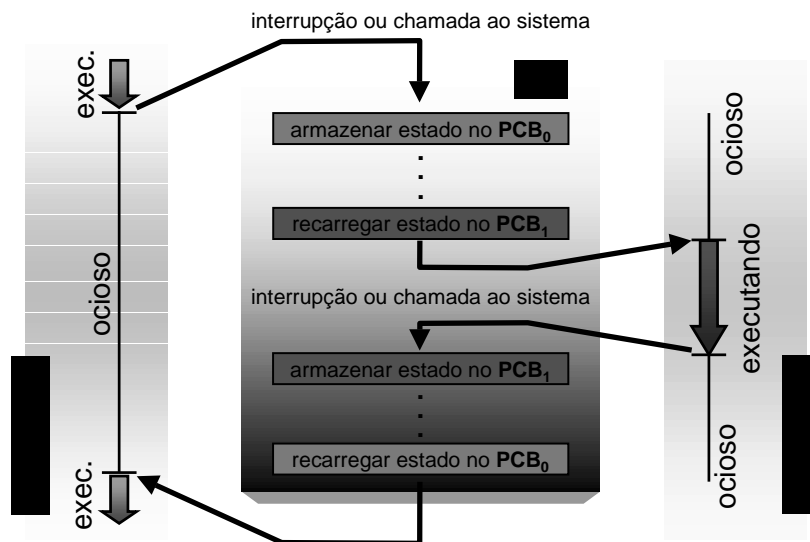 interrupção ou chamada ao sistema
exec.
armazenar estado no PCB0
ocioso
recarregar estado no PCB1
ocioso
executando
interrupção ou chamada ao sistema
armazenar estado no PCB1
recarregar estado no PCB0
exec.
ocioso